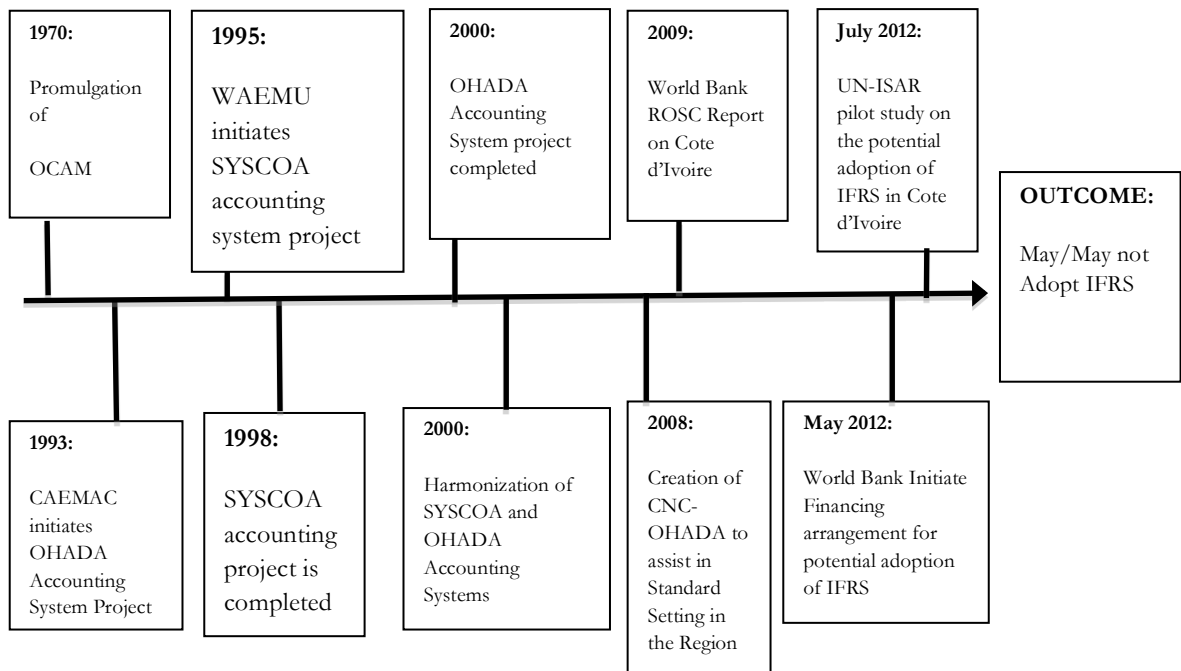 1970:
Promulgation
of
OCAM
1995:
WAEMU
initiates
SYSCOA
accounting
system project
2000:
OHADA
Accounting
System project
completed
2009:
World Bank
ROSC Report
on Cote
d’Ivoire
July 2012:
UN-ISAR
pilot study on
the potential
adoption of
IFRS in Cote
d’Ivoire
OUTCOME:
May/May not
Adopt IFRS
1993:
CAEMAC
initiates
OHADA
Accounting
System Project
1998:
SYSCOA
accounting
project is
completed
2000:
Harmonization of
SYSCOA and
OHADA
Accounting
Systems
2008:
Creation of
CNC-
OHADA to
assist in
Standard
Setting in
the Region
May 2012:
World Bank Initiate
Financing
arrangement for
potential adoption
of IFRS